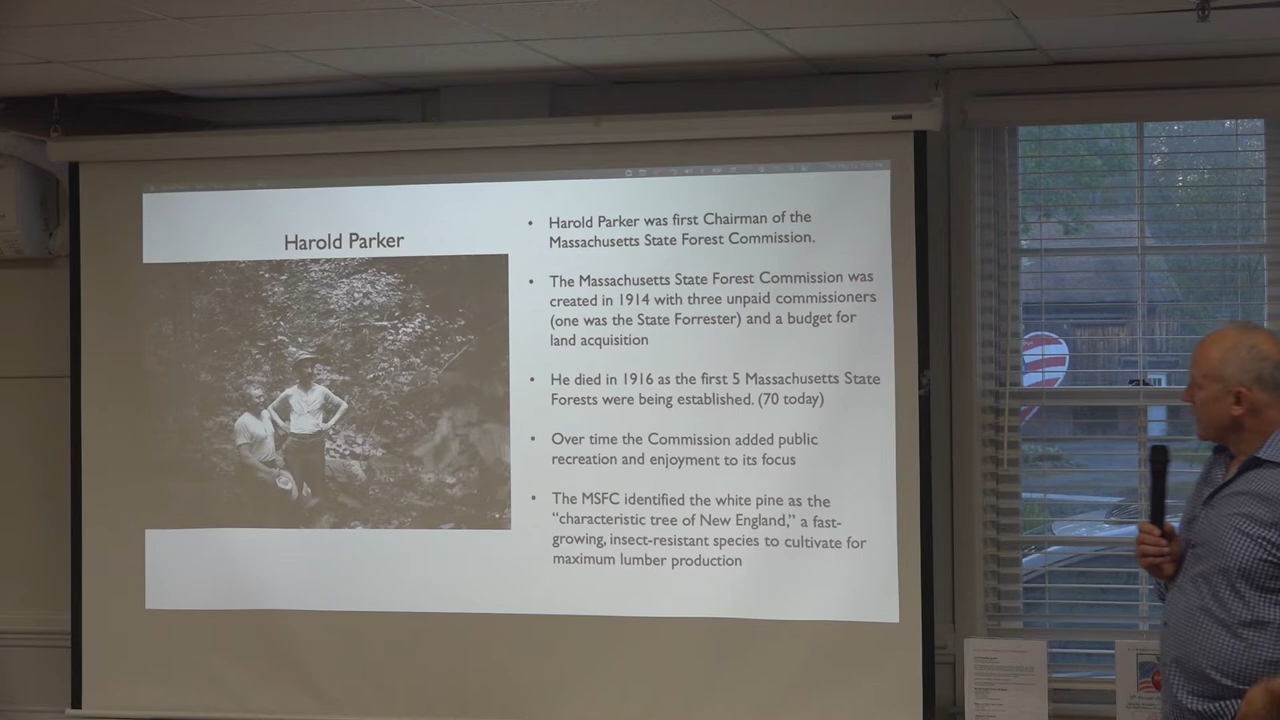 Harold Parker
• Harold Parker was first Chairman of the
Massachusetts State Forest Commission.
• The Massachusetts State Forest Commission was
created in 1914 with three unpaid commissioners
(one was the State Forrester) and a budget for
land acquisition
• He died in 1916 as the first 5 Massachusetts State
Forests were being established. (70 today)
• Over time the Commission added public
recreation and enjoyment to its focus
• The MSFC identified the white pine as the
“characteristic tree of New England,” a fast-
growing, insect-resistant species to cultivate for
maximum lumber production